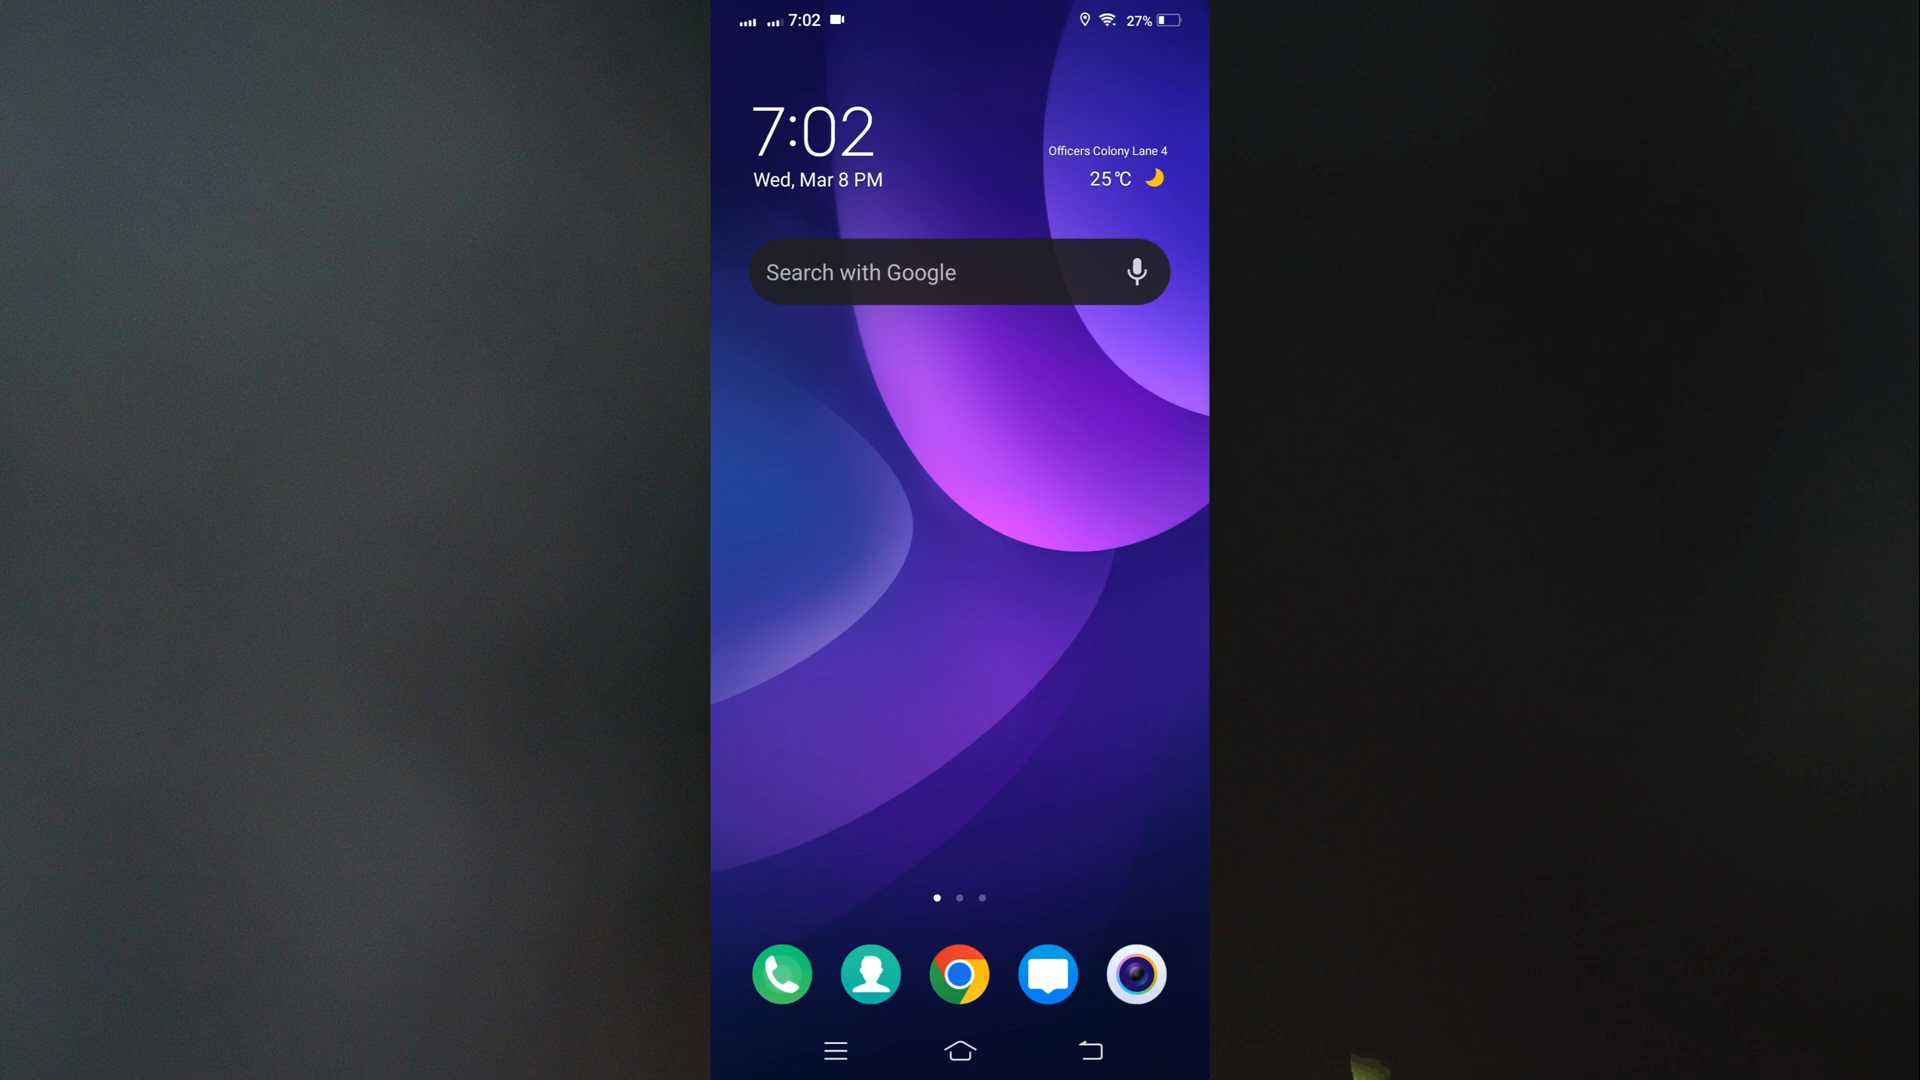 7:02
27%
7:02
Wed, Mar 8 PM
Officers Colony Lane 4
25°C
Search with Google